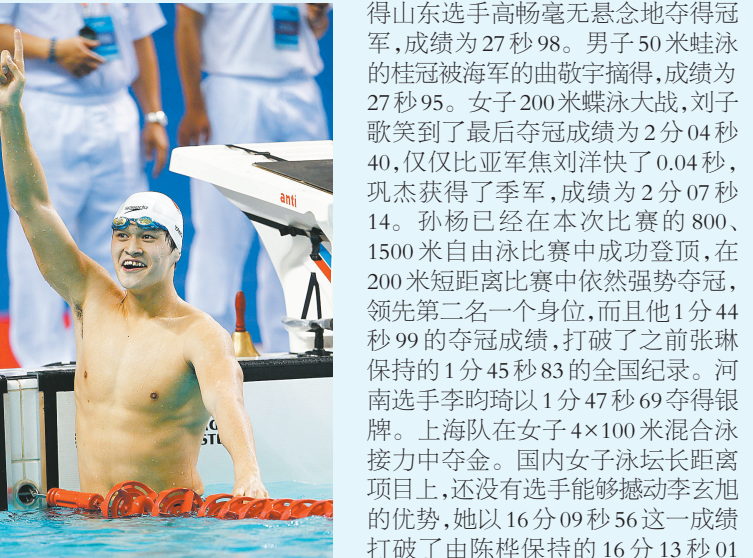 得山东选手高畅毫无悬念地夺得冠
军,成绩为27秒98。男子50米蛙泳
的桂冠被海军的曲敬宇摘得,成绩为
27秒95。女子200米蝶泳大战,刘子
歌笑到了最后夺冠成绩为2分04秒
40,仅仅比亚军焦刘洋快了0.04秒,
巩杰获得了季军,成绩为2分07秒
14。孙杨已经在本次比赛的800、
1500米自由泳比赛中成功登顶,在
200米短距离比赛中依然强势夺冠,
领先第二名一个身位,而且他1分44
秒99的夺冠成绩,打破了之前张琳
保持的1分45秒83的全国纪录。河
南选手李昀琦以1分47秒69夺得银
牌。上海队在女子4×100米混合泳
接力中夺金。国内女子泳坛长距离
项目上,还没有选手能够撼动李玄旭
的优势,她以16分09秒56这一成绩
打破了由陈桦保持的16分13秒01
anti
speedo